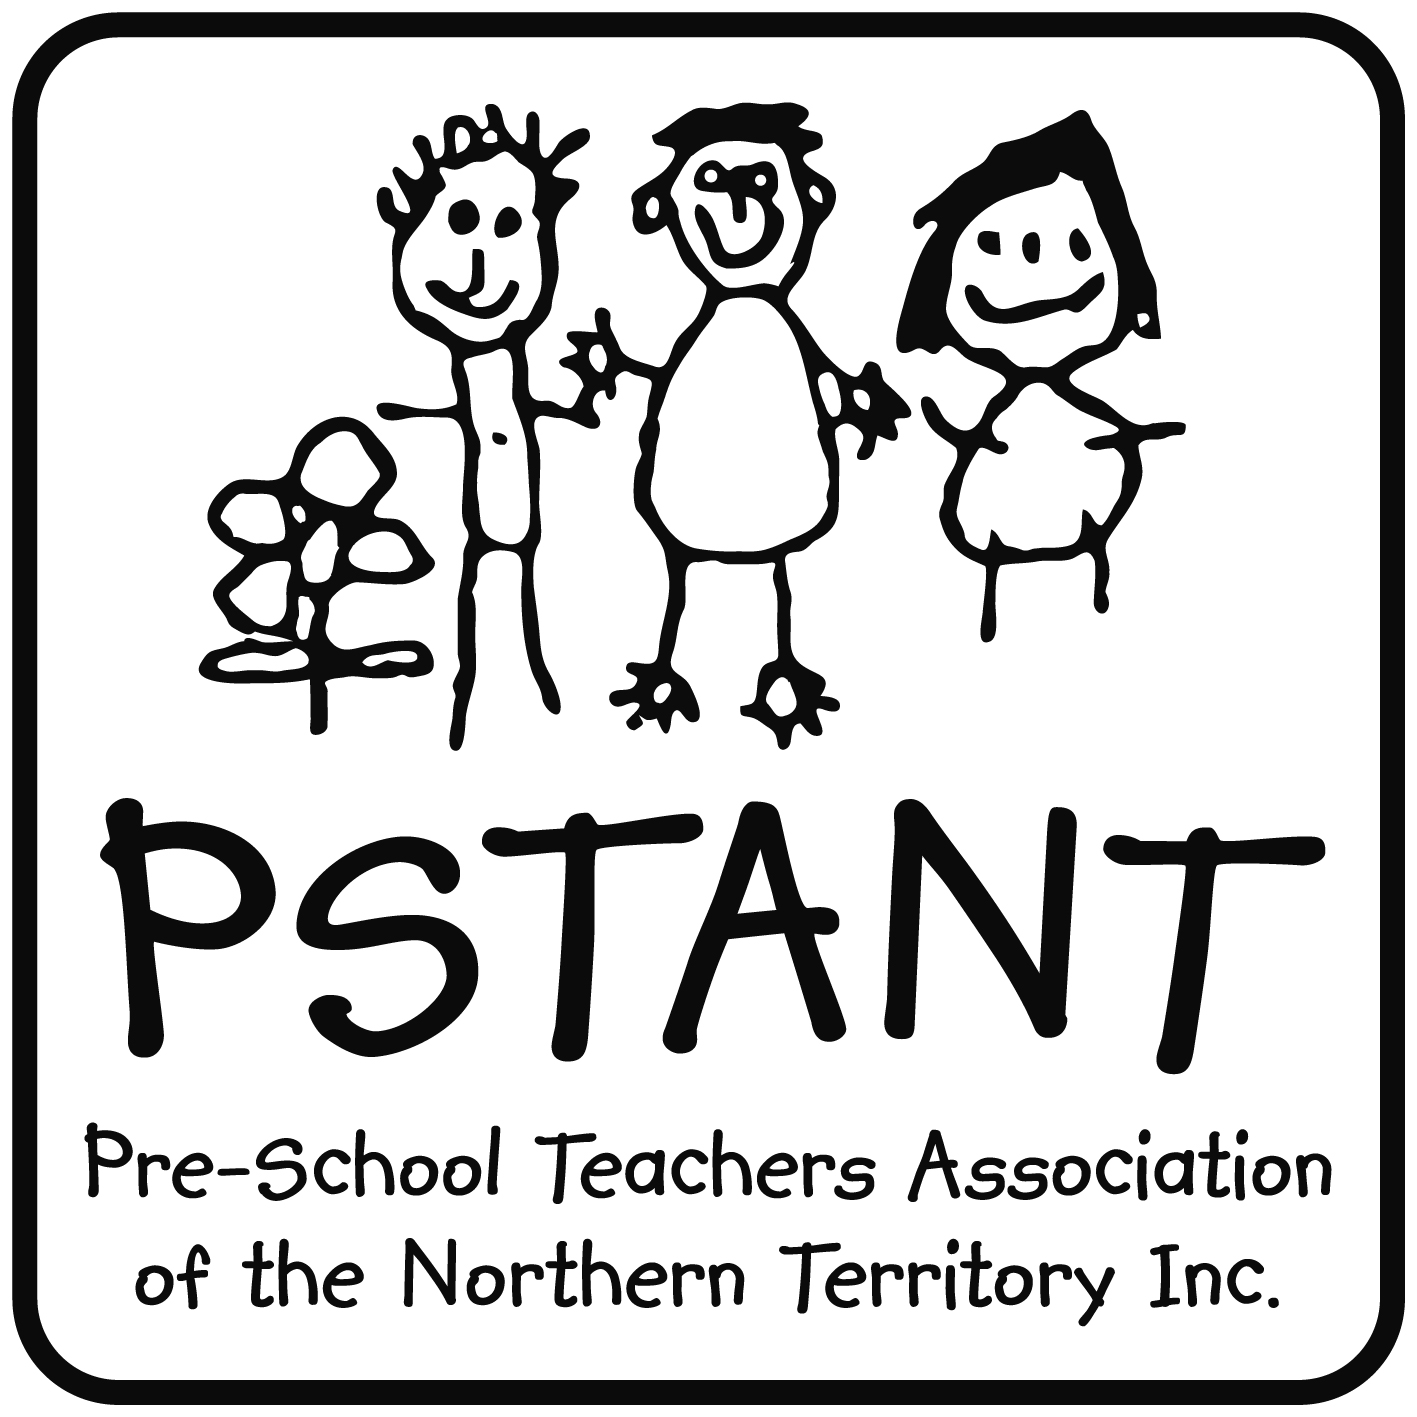 PSTANT
Pre-School Teachers Association
of the Northern Territory Inc.